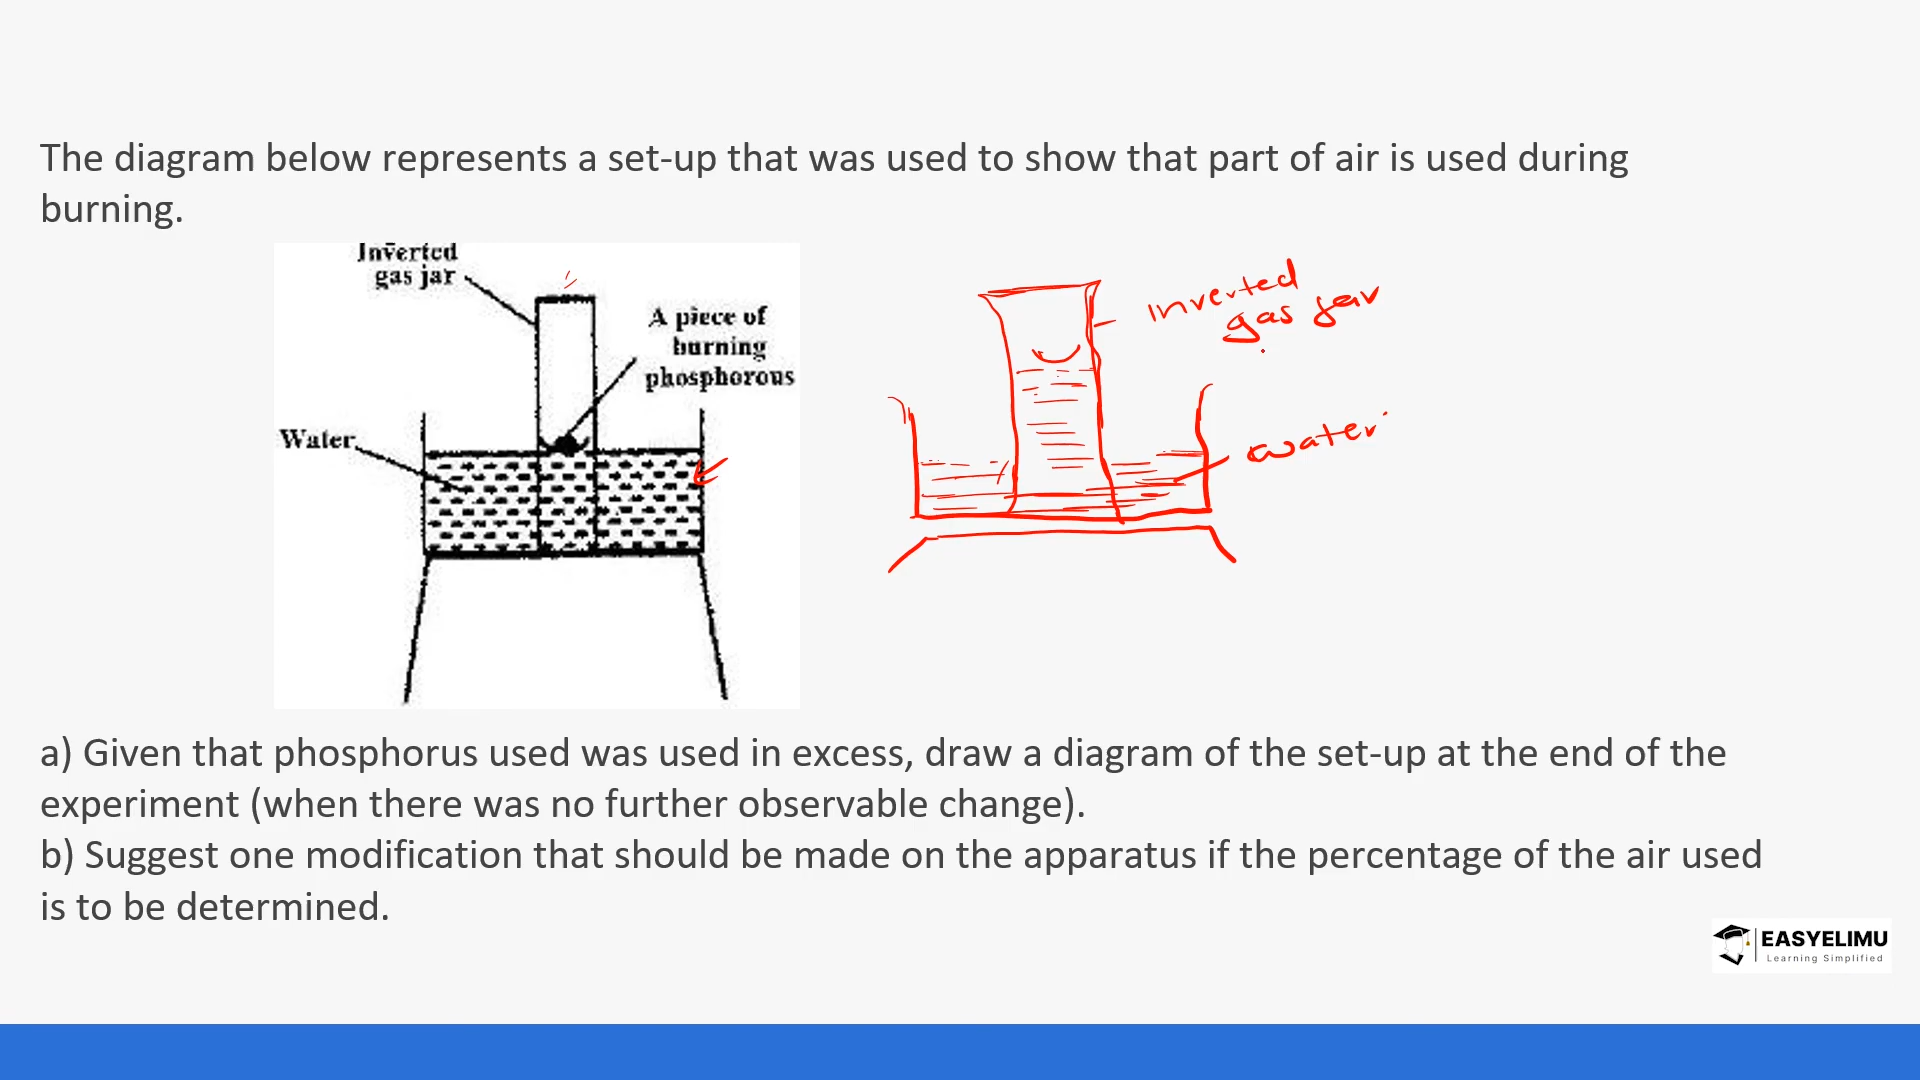 The diagram below represents a set-up that was used to show that part of air is used during
burning.
Inverted
gas jar
A piece of
burning
phosphorous
Water
inverted
gas jar
water
a) Given that phosphorus used was used in excess, draw a diagram of the set-up at the end of the
experiment (when there was no further observable change).
b) Suggest one modification that should be made on the apparatus if the percentage of the air used
is to be determined.
EASYELIMU
Learning Simplified